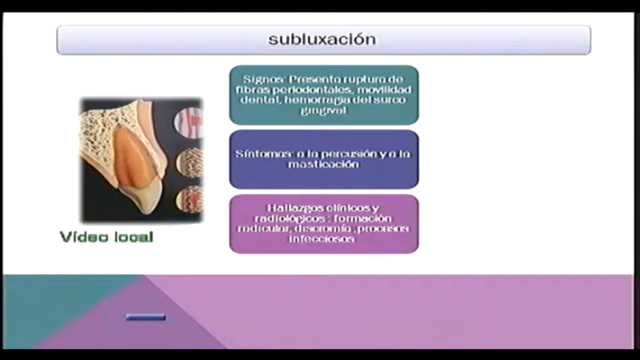 subluxación
Signos: Presenta ruptura de
fibras periodontales, movilidad
dental, hemorragia del surco
gingival
Síntomas: a la percusión y a la
masticación
Hallazgos clínicos y
radiológicos : formación
radicular, discromía ,procesos
infecciosos
Vídeo local